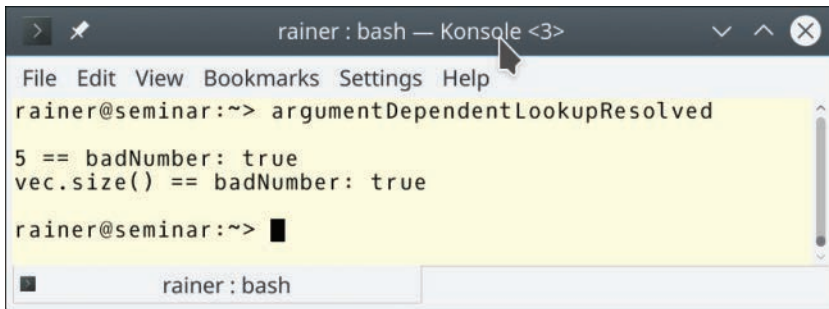 rainer : bash — Konsole <3>
File Edit View Bookmarks Settings Help
rainer@seminar:~> argumentDependentLookupResolved
5 == badNumber: true
vec.size() == badNumber: true
rainer@seminar:~>
rainer : bash